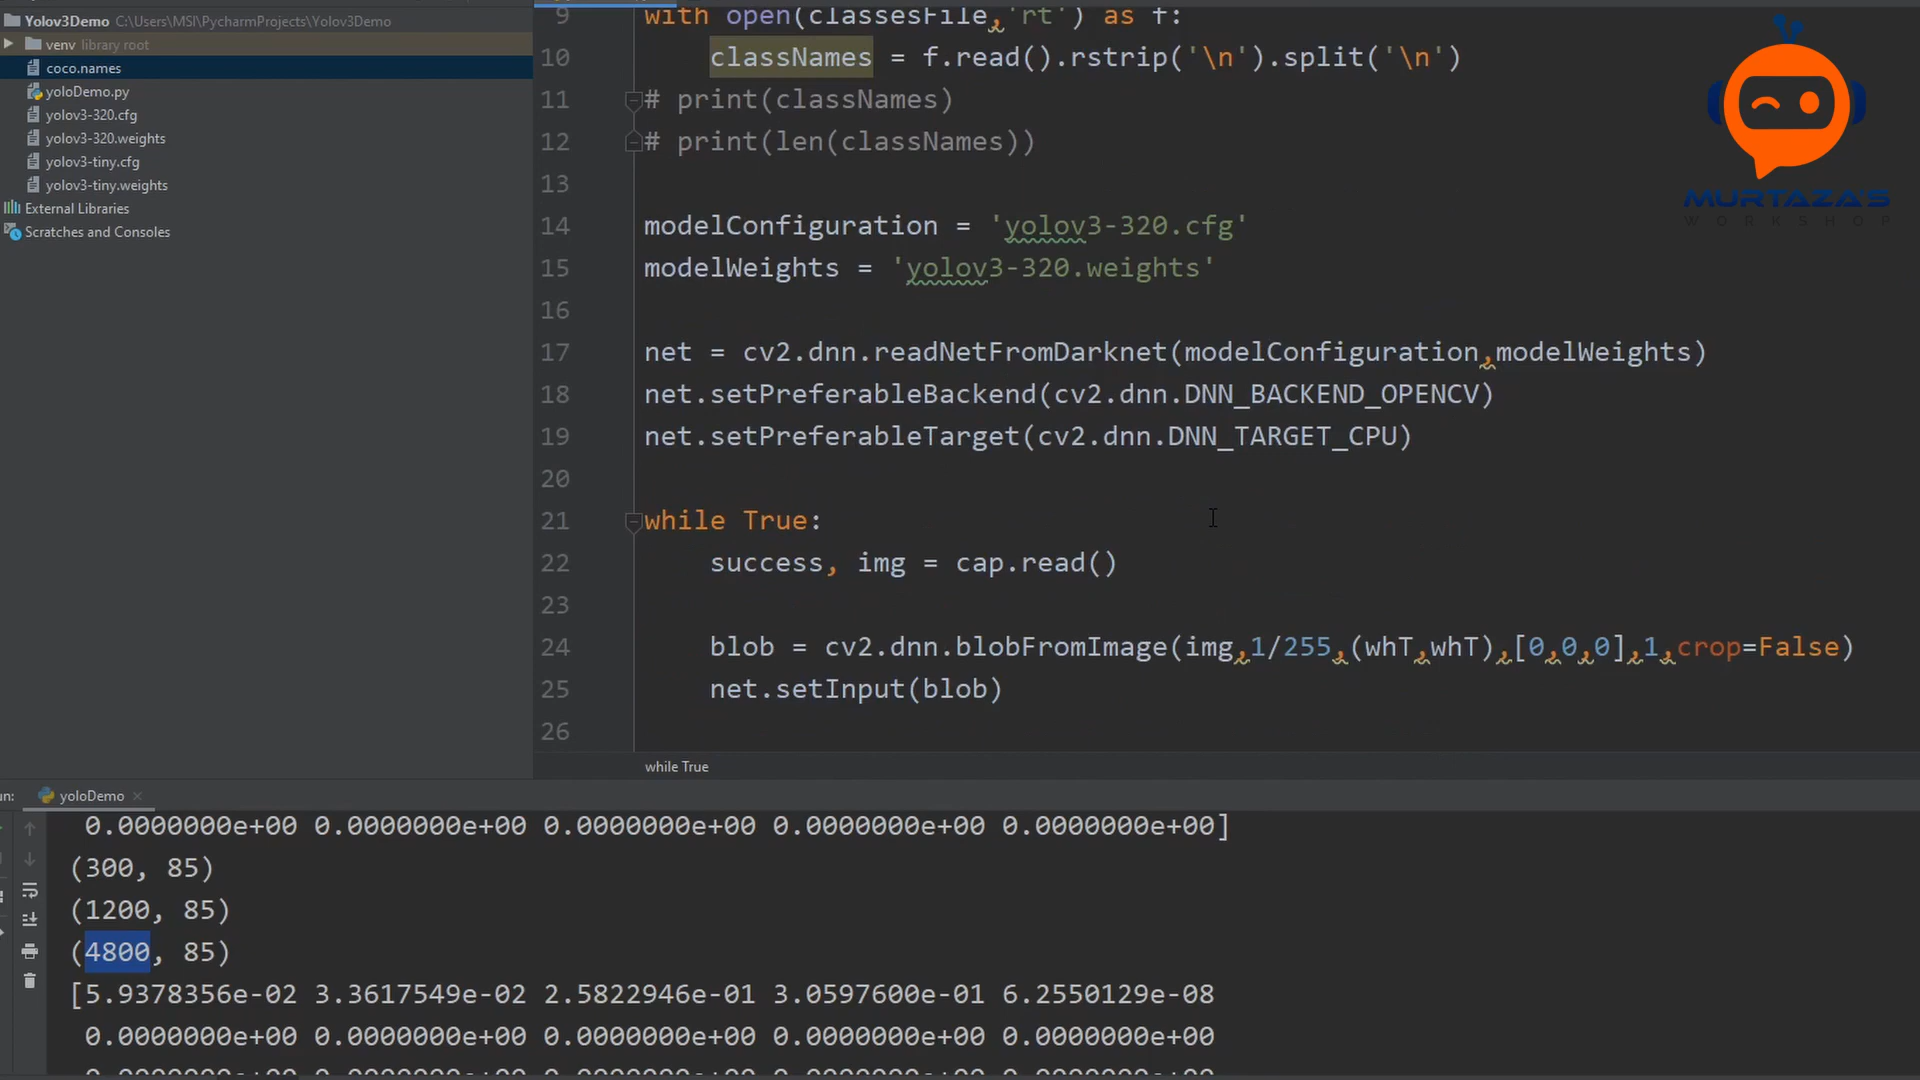 Yolov3Demo C:\Users\MSI\PycharmProjects\Yolov3Demo
venv library root
coco.names
yoloDemo.py
yolov3-320.cfg
yolov3-320.weights
yolov3-tiny.cfg
yolov3-tiny.weights
External Libraries
Scratches and Consoles
9 with open(classesFile,'rt') as f:
10 classNames = f.read().rstrip('\n').split('\n')
11 # print(classNames)
12 # print(len(classNames))
13
14 modelConfiguration = 'yolov3-320.cfg'
15 modelWeights = 'yolov3-320.weights'
16
17 net = cv2.dnn.readNetFromDarknet(modelConfiguration,modelWeights)
18 net.setPreferableBackend(cv2.dnn.DNN_BACKEND_OPENCV)
19 net.setPreferableTarget(cv2.dnn.DNN_TARGET_CPU)
20
21 while True:
22 success, img = cap.read()
23
24 blob = cv2.dnn.blobFromImage(img,1/255,(whT,whT),[0,0,0],1,crop=False)
25 net.setInput(blob)
26
while True
MURTAZA'S
WORKSHOP
un: yoloDemo
0.0000000e+00 0.0000000e+00 0.0000000e+00 0.0000000e+00 0.0000000e+00]
(300, 85)
(1200, 85)
(4800, 85)
[5.9378356e-02 3.3617549e-02 2.5822946e-01 3.0597600e-01 6.2550129e-08
0.0000000e+00 0.0000000e+00 0.0000000e+00 0.0000000e+00 0.0000000e+00